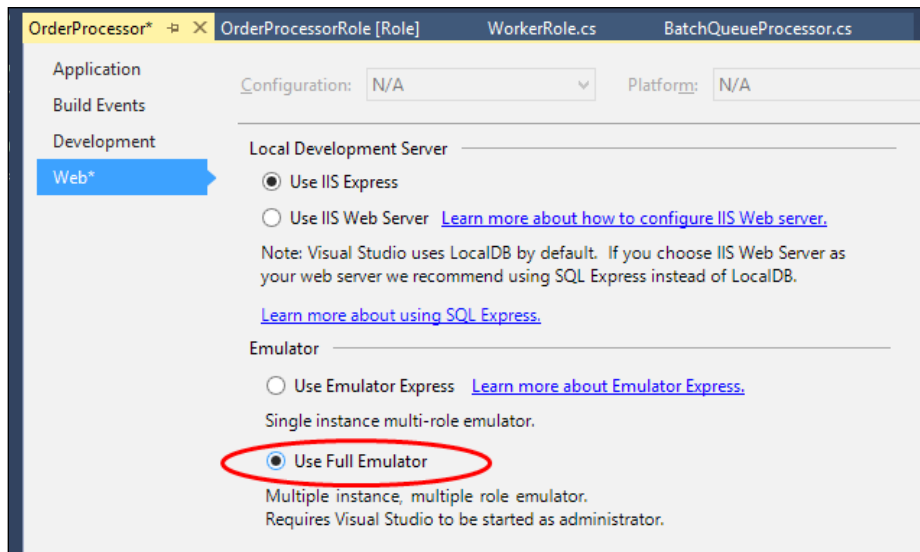 OrderProcessor* OrderProcessorRole [Role] WorkerRole.cs BatchQueueProcessor.cs
Application
Build Events
Development
Web*
Configuration: N/A Platform: N/A
Local Development Server
Use IIS Express
Use IIS Web Server Learn more about how to configure IIS Web server.
Note: Visual Studio uses LocalDB by default. If you choose IIS Web Server as
your web server we recommend using SQL Express instead of LocalDB.
Learn more about using SQL Express.
Emulator
Use Emulator Express Learn more about Emulator Express.
Single instance multi-role emulator.
Use Full Emulator
Multiple instance, multiple role emulator.
Requires Visual Studio to be started as administrator.